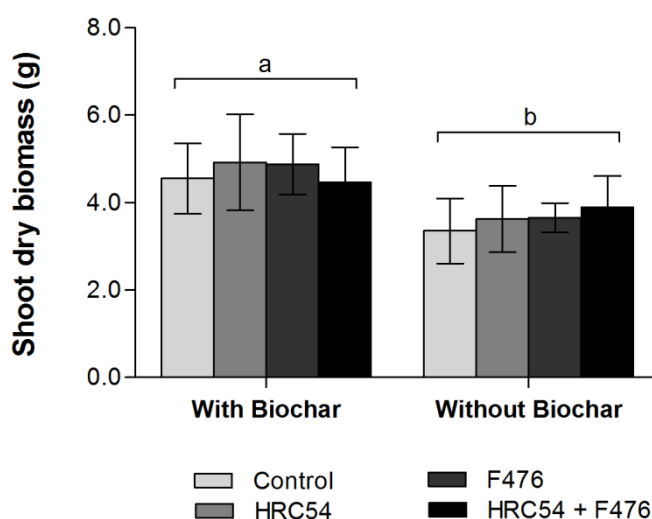 Shoot dry biomass (g)
8.0
6.0
4.0
2.0
0.0
a
b
With Biochar
Without Biochar
Control
F476
HRC54
HRC54 + F476